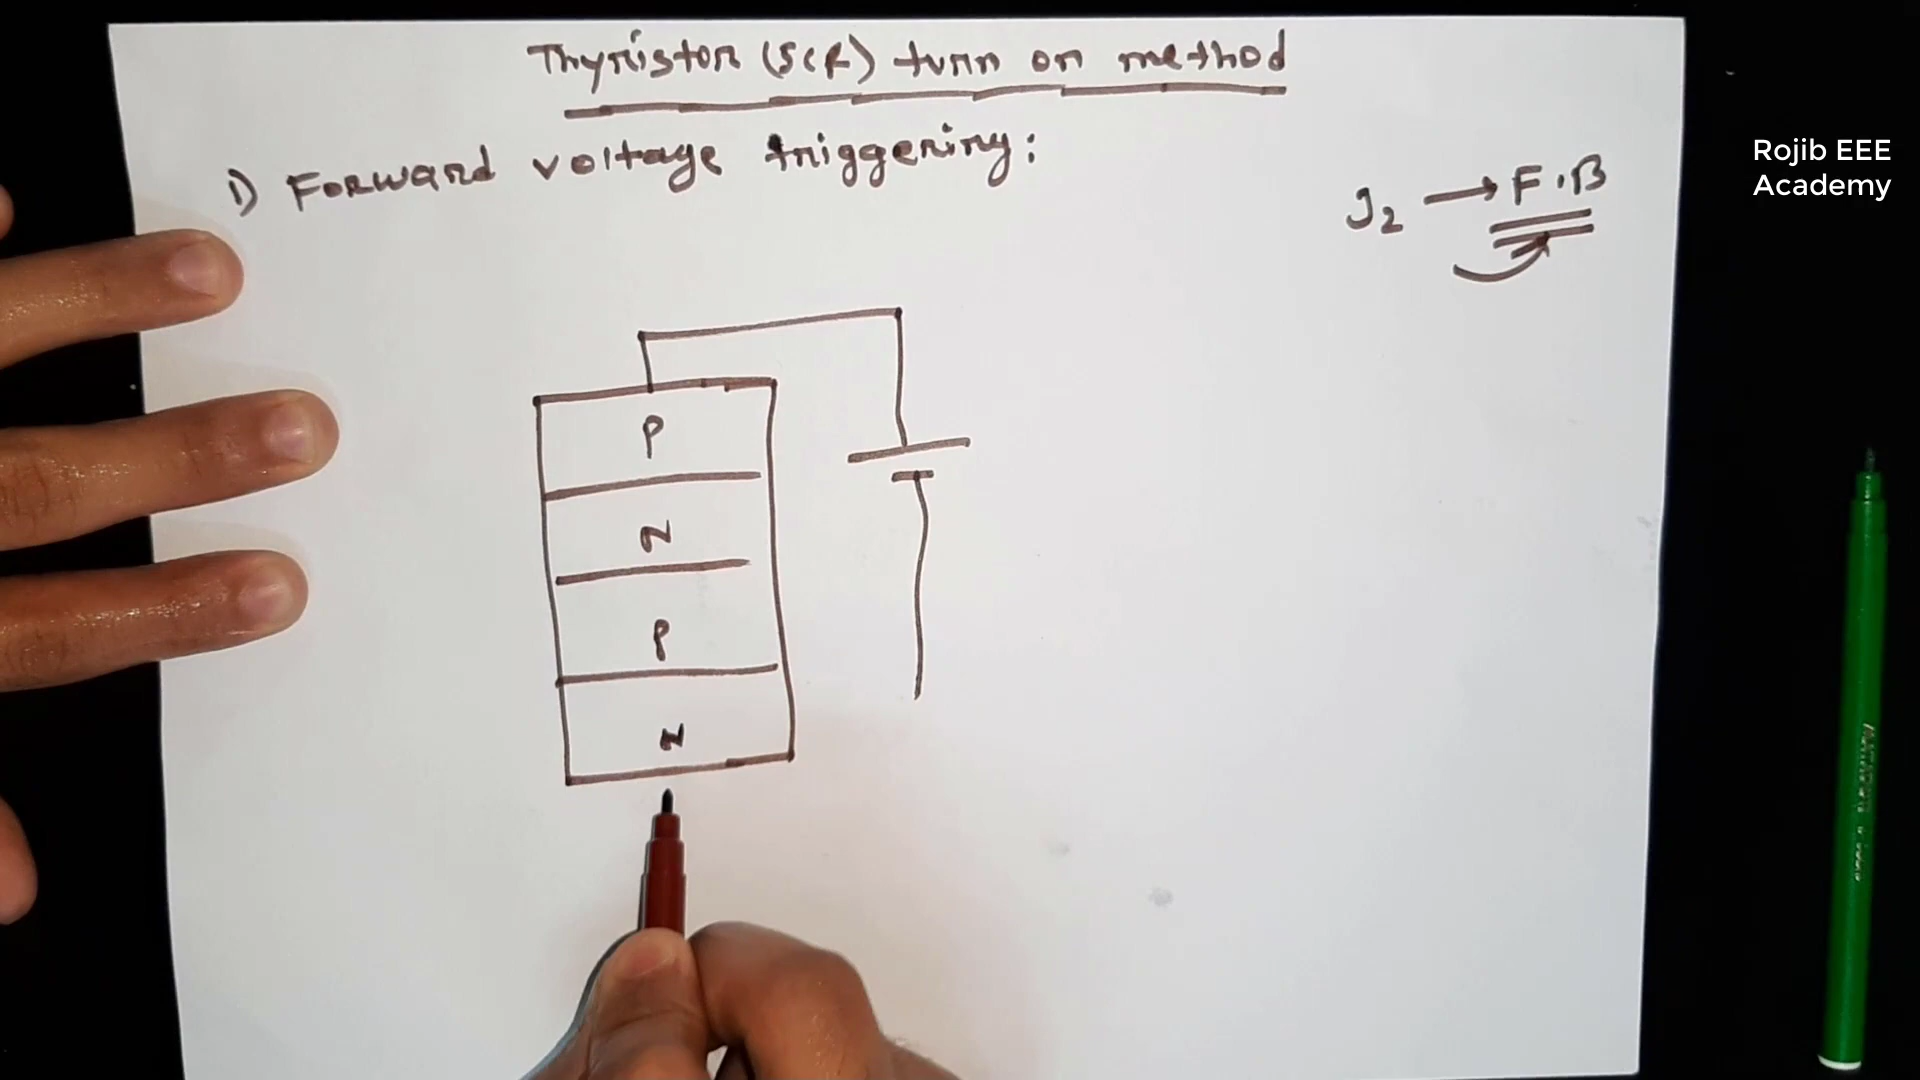 Thyristor (SCR) turn on method
1) Forward voltage triggering:
Rojib EEE
Academy
J2 → F.B
P
N
P
N